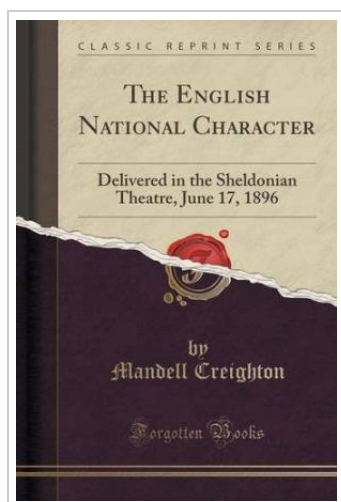 CLASSIC REPRINT SERIES
THE ENGLISH
NATIONAL CHARACTER
Delivered in the Sheldonian
Theatre, June 17, 1896
by
Mandell Creighton
Forgotten Books